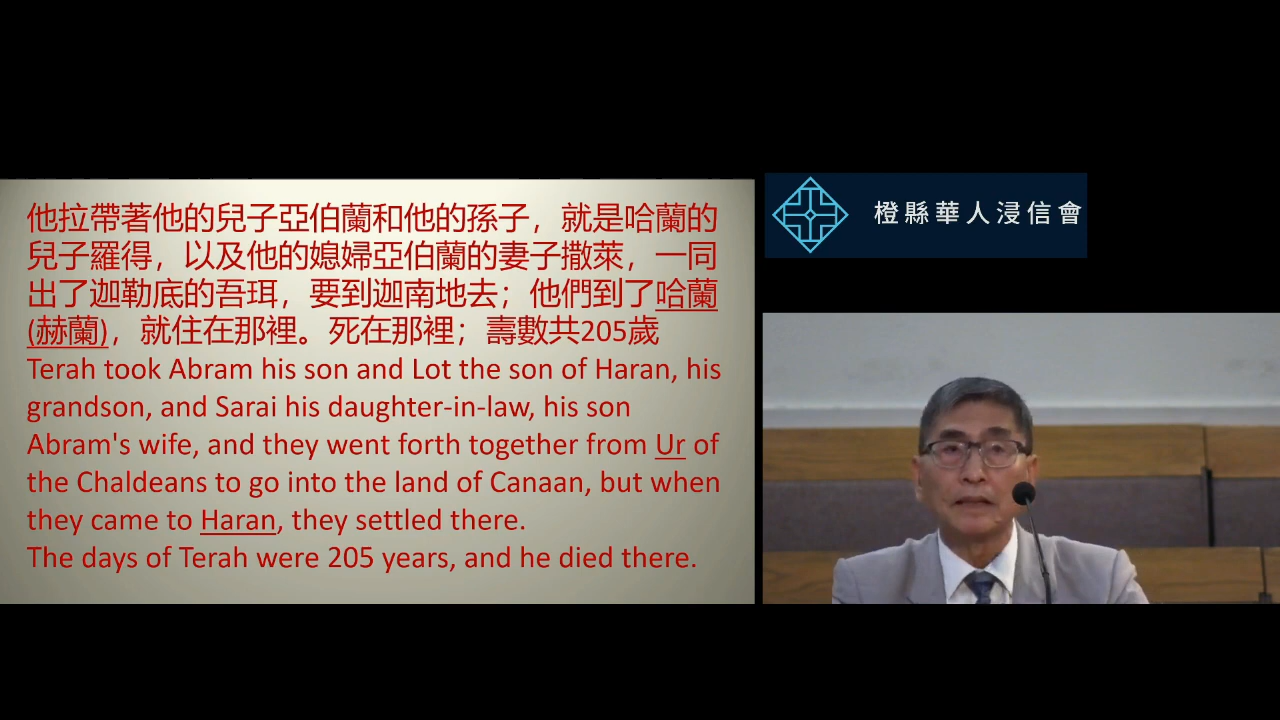 他拉帶著他的兒子亞伯蘭和他的孫子，就是哈蘭的
兒子羅得，以及他的媳婦亞伯蘭的妻子撒萊，一同
出了迦勒底的吾珥，要到迦南地去；他們到了哈蘭
(赫蘭)，就住在那裡。死在那裡；壽數共205歲
Terah took Abram his son and Lot the son of Haran, his
grandson, and Sarai his daughter-in-law, his son
Abram's wife, and they went forth together from Ur of
the Chaldeans to go into the land of Canaan, but when
they came to Haran, they settled there.
The days of Terah were 205 years, and he died there.
橙縣華人浸信會